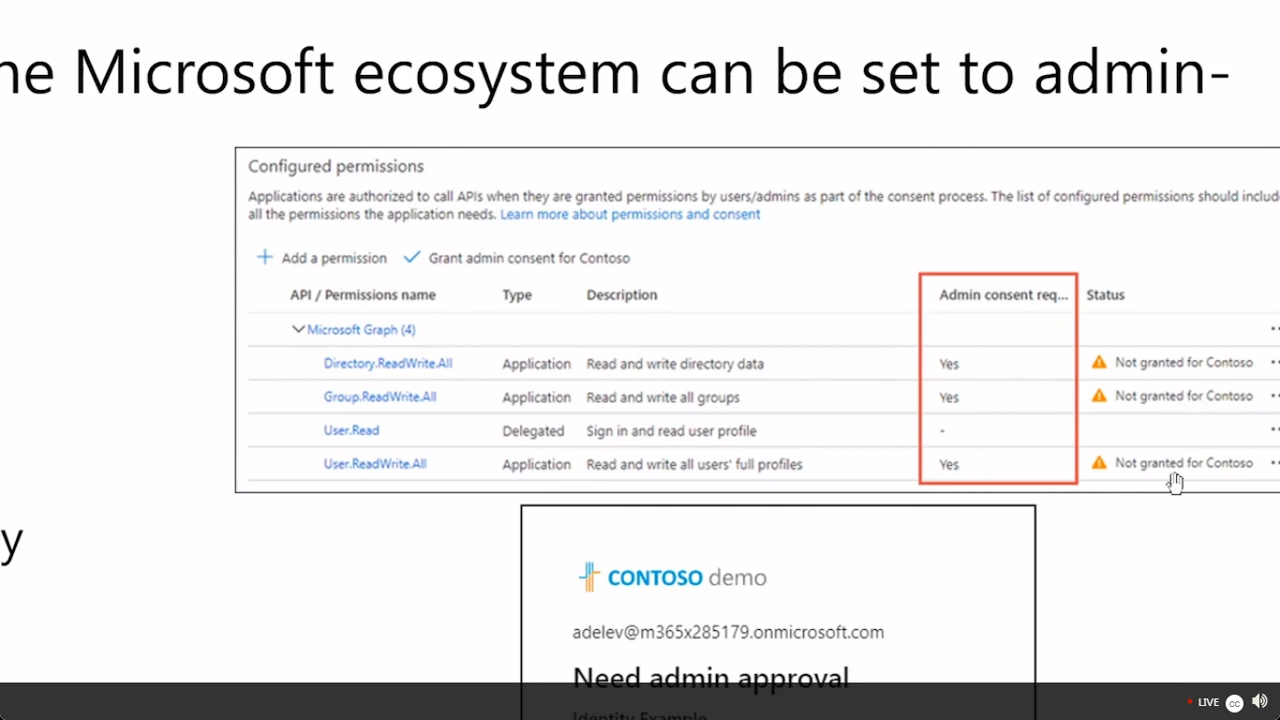 ne Microsoft ecosystem can be set to admin-
Configured permissions
Applications are authorized to call APIs when they are granted permissions by users/admins as part of the consent process. The list of configured permissions should includ
all the permissions the application needs. Learn more about permissions and consent
Add a permission Grant admin consent for Contoso
API / Permissions name Type Description Admin consent req... Status
Microsoft Graph (4)
Directory.ReadWrite.All Application Read and write directory data Yes Not granted for Contoso
Group.ReadWrite.All Application Read and write all groups Yes Not granted for Contoso
User.Read Delegated Sign in and read user profile -
User.ReadWrite.All Application Read and write all users' full profiles Yes Not granted for Contoso
y
CONTOSO demo
adelev@m365x285179.onmicrosoft.com
Need admin approval
Identity Example
LIVE CC